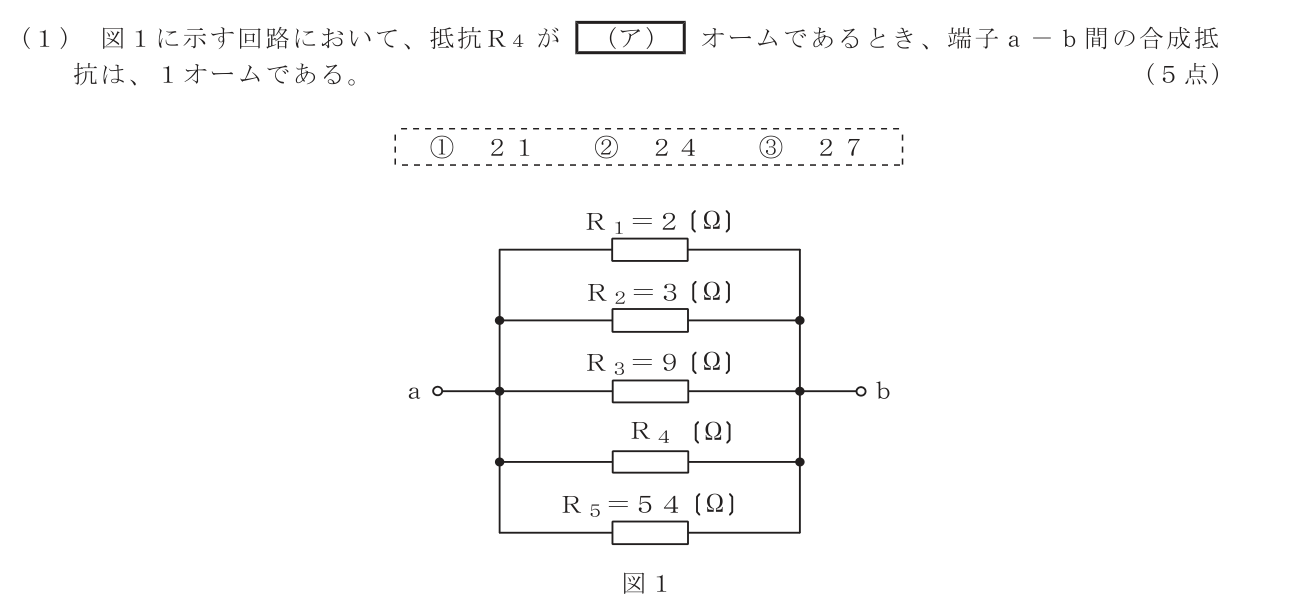 (1) 図1に示す回路において、抵抗R4が (ア) オームであるとき、端子a-b間の合成抵
抗は、1オームである。 (5点)
① 21 ② 24 ③ 27
R1=2 [Ω]
R2=3 [Ω]
R3=9 [Ω]
a b
R4 [Ω]
R5=54 [Ω]
図1